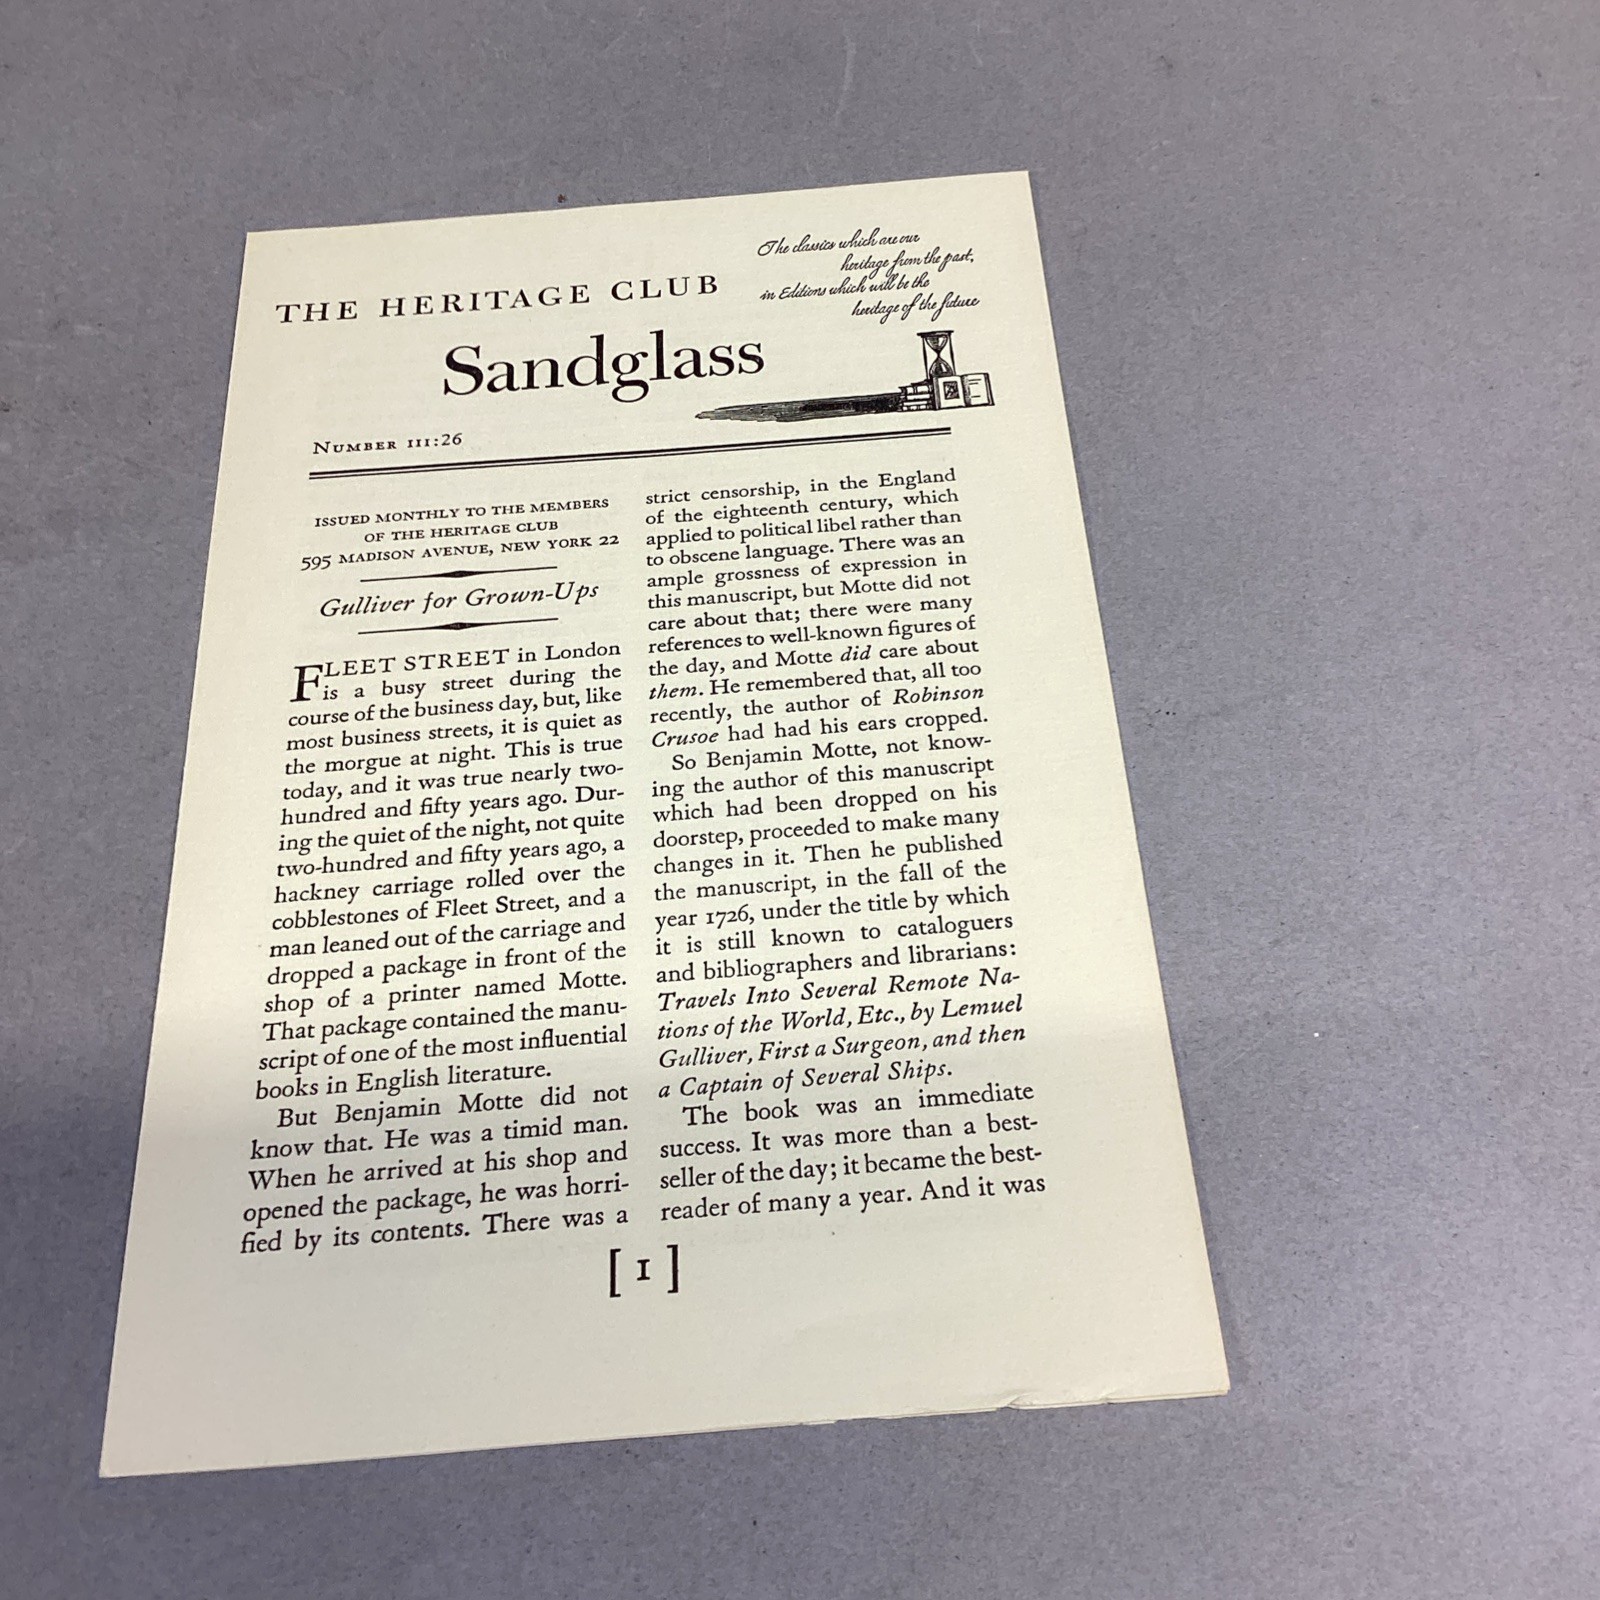 THE HERITAGE CLUB
The classics which are our
heritage from the past,
in Editions which will be the
heritage of the future
Sandglass
NUMBER III:26
ISSUED MONTHLY TO THE MEMBERS
OF THE HERITAGE CLUB
595 MADISON AVENUE, NEW YORK 22
Gulliver for Grown-Ups
FLEET STREET in London
is a busy street during the
course of the business day, but, like
most business streets, it is quiet as
the morgue at night. This is true
today, and it was true nearly two-
hundred and fifty years ago. Dur-
ing the quiet of the night, not quite
two-hundred and fifty years ago, a
hackney carriage rolled over the
cobblestones of Fleet Street, and a
man leaned out of the carriage and
dropped a package in front of the
shop of a printer named Motte.
That package contained the manu-
script of one of the most influential
books in English literature.
But Benjamin Motte did not
know that. He was a timid man.
When he arrived at his shop and
opened the package, he was horri-
fied by its contents. There was a
strict censorship, in the England
of the eighteenth century, which
applied to political libel rather than
to obscene language. There was an
ample grossness of expression in
this manuscript, but Motte did not
care about that; there were many
references to well-known figures of
the day, and Motte did care about
them. He remembered that, all too
recently, the author of Robinson
Crusoe had had his ears cropped.
So Benjamin Motte, not know-
ing the author of this manuscript
which had been dropped on his
doorstep, proceeded to make many
changes in it. Then he published
the manuscript, in the fall of the
year 1726, under the title by which
it is still known to cataloguers
and bibliographers and librarians:
Travels Into Several Remote Na-
tions of the World, Etc., by Lemuel
Gulliver, First a Surgeon, and then
a Captain of Several Ships.
The book was an immediate
success. It was more than a best-
seller of the day; it became the best-
reader of many a year. And it was
[ 1 ]